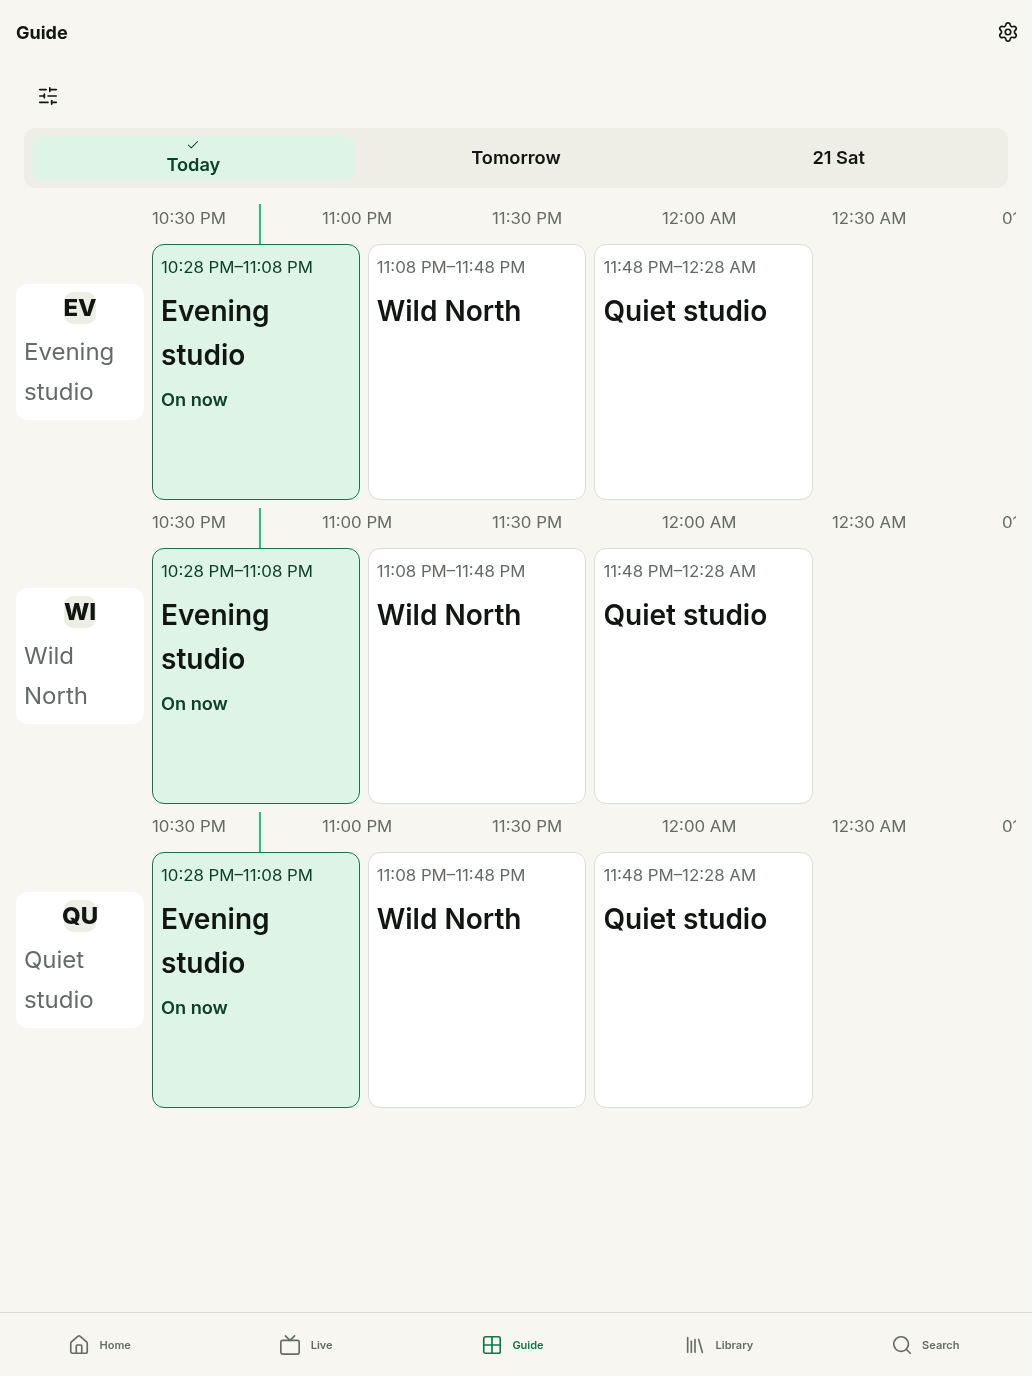 Guide
Today
Tomorrow
21 Sat
10:30 PM
11:00 PM
11:30 PM
12:00 AM
12:30 AM
EV
Evening
studio
10:28 PM–11:08 PM
Evening
studio
On now
11:08 PM–11:48 PM
Wild North
11:48 PM–12:28 AM
Quiet studio
10:30 PM
11:00 PM
11:30 PM
12:00 AM
12:30 AM
WI
Wild
North
10:28 PM–11:08 PM
Evening
studio
On now
11:08 PM–11:48 PM
Wild North
11:48 PM–12:28 AM
Quiet studio
10:30 PM
11:00 PM
11:30 PM
12:00 AM
12:30 AM
QU
Quiet
studio
10:28 PM–11:08 PM
Evening
studio
On now
11:08 PM–11:48 PM
Wild North
11:48 PM–12:28 AM
Quiet studio
Home
Live
Guide
Library
Search